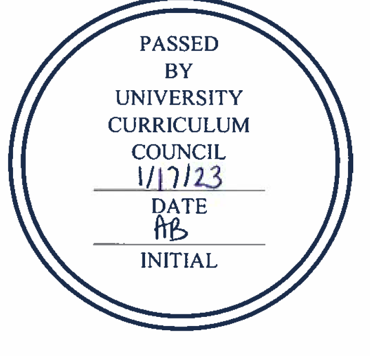 PASSED
BY
UNIVERSITY
CURRICULUM
COUNCIL
1/17/23
DATE
AB
INITIAL